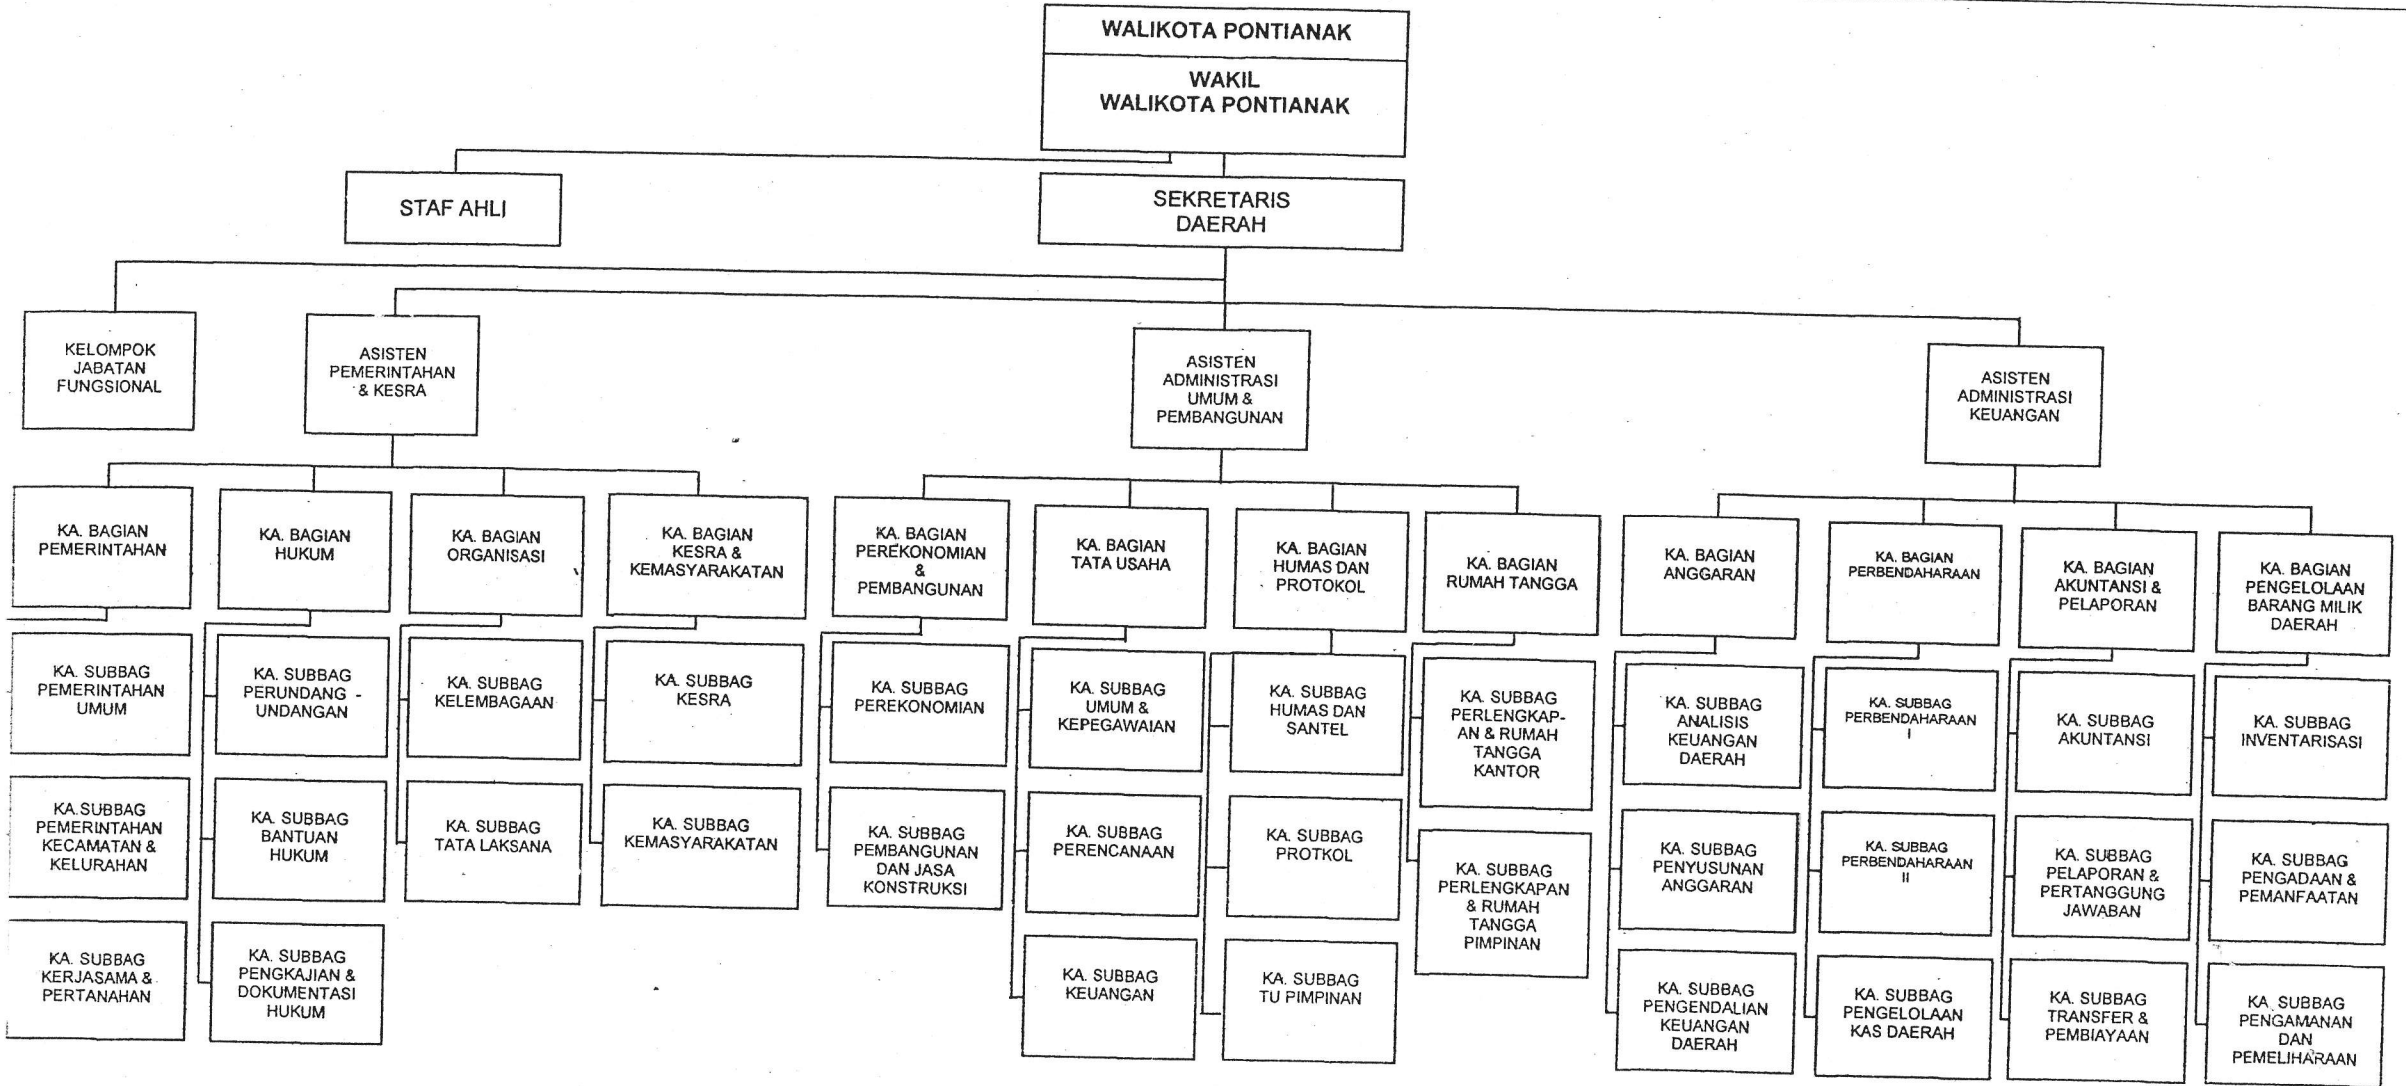 WALIKOTA PONTIANAK
WAKIL
WALIKOTA PONTIANAK
STAF AHLI
SEKRETARIS
DAERAH
KELOMPOK
JABATAN
FUNGSIONAL
ASISTEN
PEMERINTAHAN
& KESRA
ASISTEN
ADMINISTRASI
UMUM &
PEMBANGUNAN
ASISTEN
ADMINISTRASI
KEUANGAN
KA. BAGIAN
PEMERINTAHAN
KA. BAGIAN
HUKUM
KA. BAGIAN
ORGANISASI
KA. BAGIAN
KESRA &
KEMASYARAKATAN
KA. BAGIAN
PEREKONOMIAN
&
PEMBANGUNAN
KA. BAGIAN
TATA USAHA
KA. BAGIAN
HUMAS DAN
PROTOKOL
KA. BAGIAN
RUMAH TANGGA
KA. BAGIAN
ANGGARAN
KA. BAGIAN
PERBENDAHARAAN
KA. BAGIAN
AKUNTANSI &
PELAPORAN
KA. BAGIAN
PENGELOLAAN
BARANG MILIK
DAERAH
KA. SUBBAG
PEMERINTAHAN
UMUM
KA. SUBBAG
PERUNDANG -
UNDANGAN
KA. SUBBAG
KELEMBAGAAN
KA. SUBBAG
KESRA
KA. SUBBAG
PEREKONOMIAN
KA. SUBBAG
UMUM &
KEPEGAWAIAN
KA. SUBBAG
HUMAS DAN
SANTEL
KA. SUBBAG
PERLENGKAP-
AN & RUMAH
TANGGA
KANTOR
KA. SUBBAG
ANALISIS
KEUANGAN
DAERAH
KA. SUBBAG
PERBENDAHARAAN
I
KA. SUBBAG
AKUNTANSI
KA. SUBBAG
INVENTARISASI
KA.SUBBAG
PEMERINTAHAN
KECAMATAN &
KELURAHAN
KA. SUBBAG
BANTUAN
HUKUM
KA. SUBBAG
TATA LAKSANA
KA. SUBBAG
KEMASYARAKATAN
KA. SUBBAG
PEMBANGUNAN
DAN JASA
KONSTRUKSI
KA. SUBBAG
PERENCANAAN
KA. SUBBAG
PROTKOL
KA. SUBBAG
PERLENGKAPAN
& RUMAH
TANGGA
PIMPINAN
KA. SUBBAG
PENYUSUNAN
ANGGARAN
KA. SUBBAG
PERBENDAHARAAN
II
KA. SUBBAG
PELAPORAN &
PERTANGGUNG
JAWABAN
KA. SUBBAG
PENGADAAN &
PEMANFAATAN
KA. SUBBAG
KERJASAMA &
PERTANAHAN
KA. SUBBAG
PENGKAJIAN &
DOKUMENTASI
HUKUM
KA. SUBBAG
KEUANGAN
KA. SUBBAG
TU PIMPINAN
KA. SUBBAG
PENGENDALIAN
KEUANGAN
DAERAH
KA. SUBBAG
PENGELOLAAN
KAS DAERAH
KA. SUBBAG
TRANSFER &
PEMBIAYAAN
KA. SUBBAG
PENGAMANAN
DAN
PEMELIHARAAN